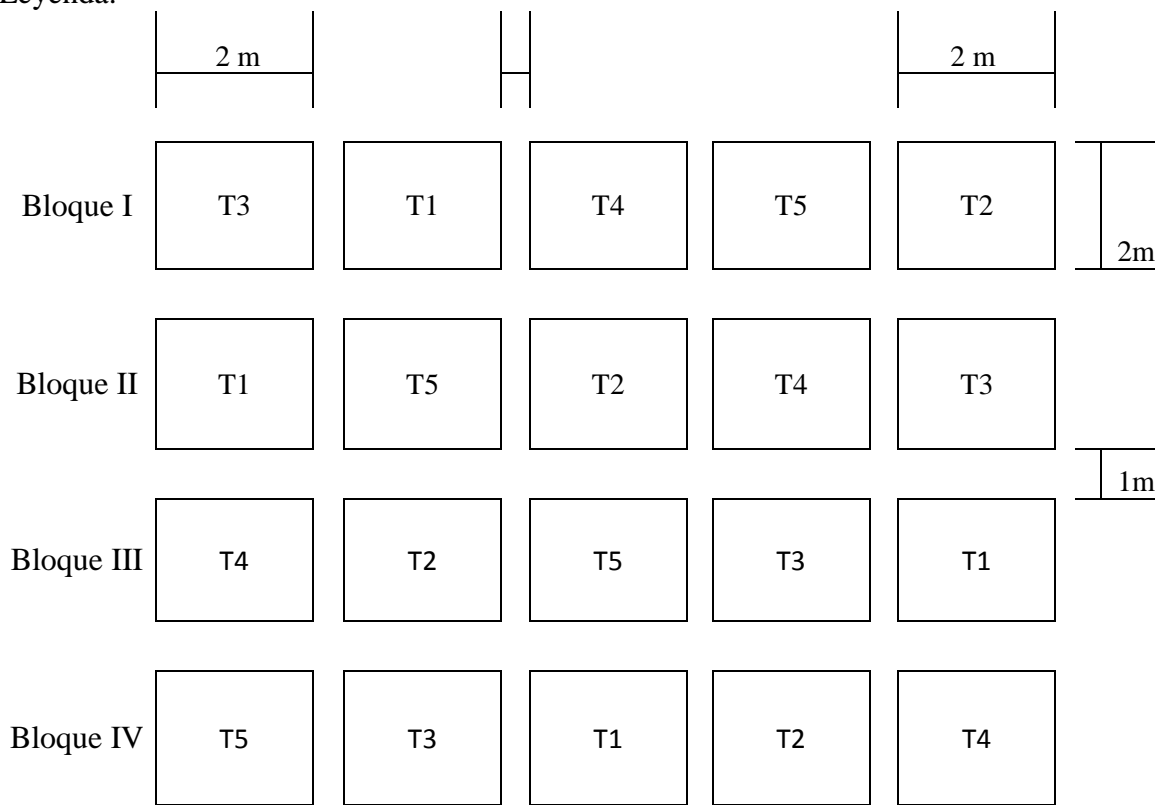 Leyenda:
2 m 2 m
Bloque I T3 T1 T4 T5 T2
2m
Bloque II T1 T5 T2 T4 T3
1m
Bloque III T4 T2 T5 T3 T1
Bloque IV T5 T3 T1 T2 T4